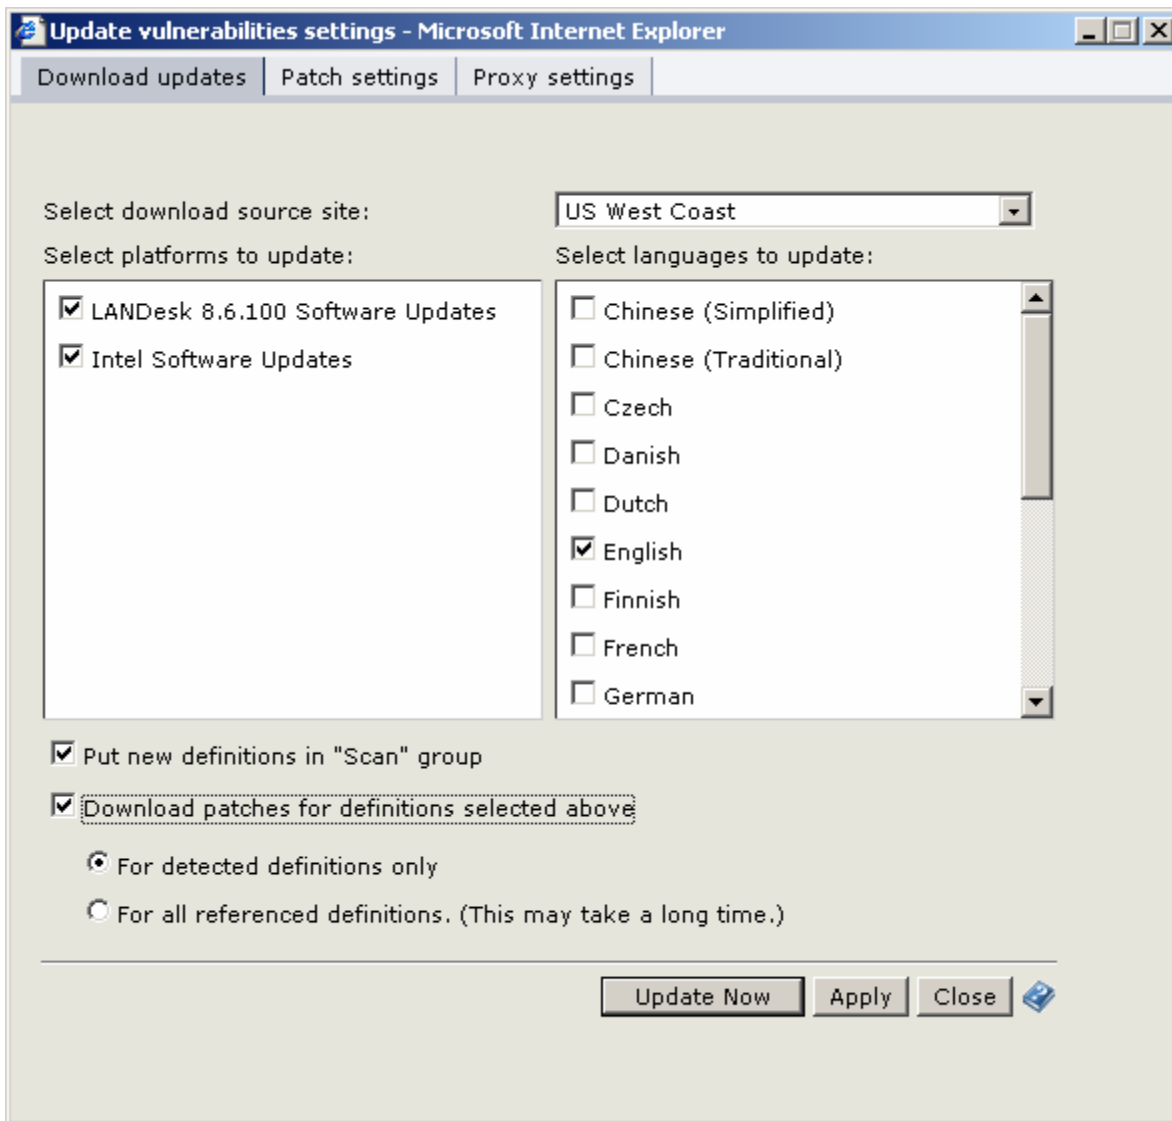 Update vulnerabilities settings - Microsoft Internet Explorer
Download updates Patch settings Proxy settings
Select download source site: US West Coast
Select platforms to update:
LANDesk 8.6.100 Software Updates
Intel Software Updates
Select languages to update:
Chinese (Simplified)
Chinese (Traditional)
Czech
Danish
Dutch
English
Finnish
French
German
Put new definitions in "Scan" group
Download patches for definitions selected above
For detected definitions only
For all referenced definitions. (This may take a long time.)
Update Now Apply Close